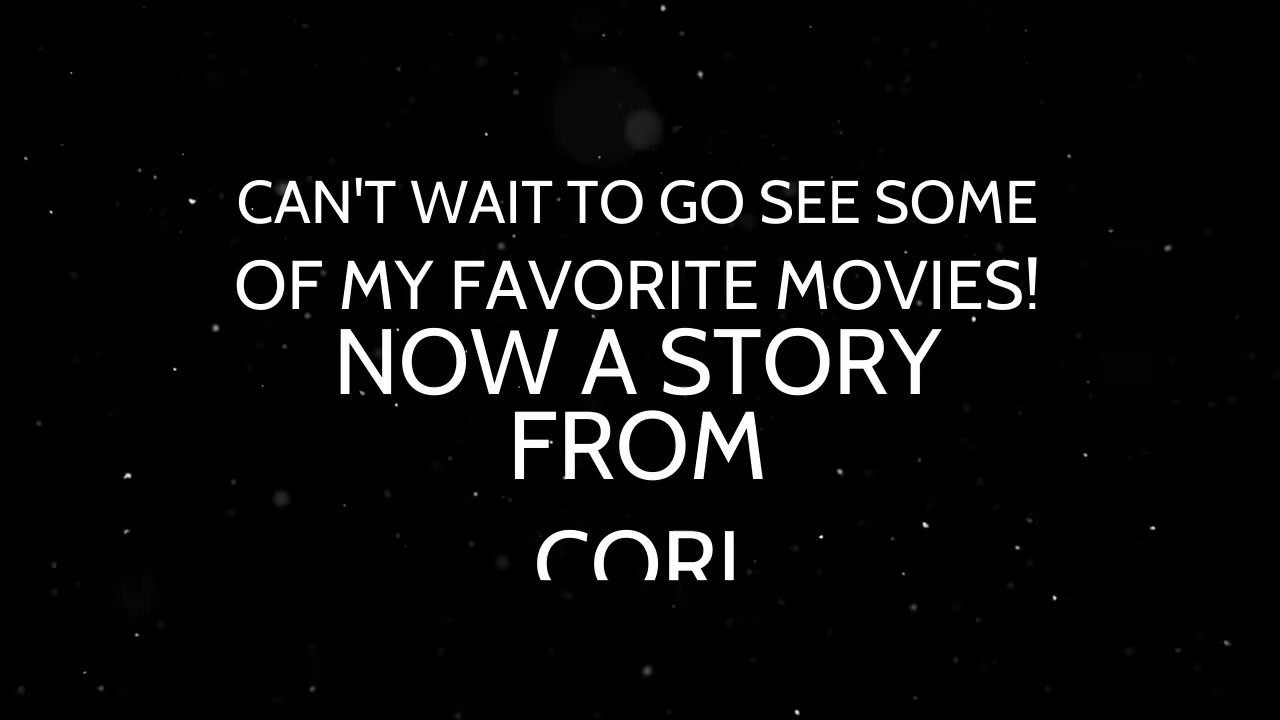 CAN'T WAIT TO GO SEE SOME
OF MY FAVORITE MOVIES!
NOW A STORY
FROM